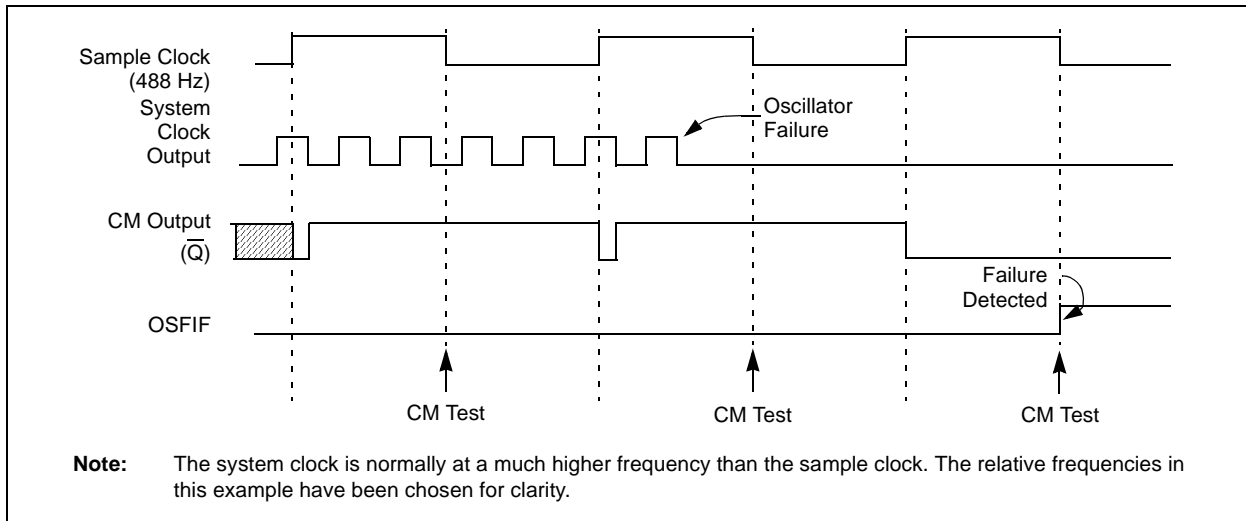 Sample Clock
(488 Hz)
System
Clock
Output
Oscillator
Failure
CM Output
(Q̅)
Failure
Detected
OSFIF
CM Test
CM Test
CM Test
Note: The system clock is normally at a much higher frequency than the sample clock. The relative frequencies in
this example have been chosen for clarity.